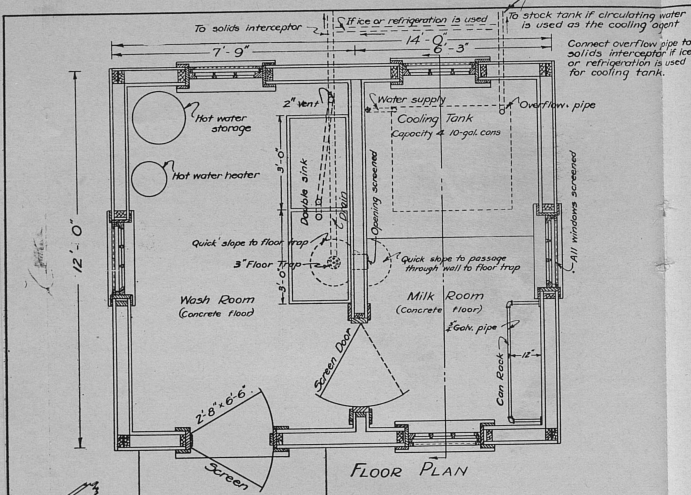 To solids interceptor
If ice or refrigeration is used
To stock tank if circulating water
is used as the cooling agent
Connect overflow pipe to
solids interceptor if ice
or refrigeration is used
for cooling tank.
14'-0"
7'-9"
6'-3"
12'-0"
Hot water
storage
Hot water heater
2" Vent
3'-0"
Double sink
Drain
3'-0"
Quick slope to floor trap
3" Floor Trap
Wash Room
(Concrete floor)
Water supply
Overflow pipe
Cooling Tank
Capacity 4 10-gal. cans
Opening screened
Quick slope to passage
through wall to floor trap
All windows screened
Milk Room
(Concrete floor)
Galv. pipe
12"
Can Rack
Screen Door
2'-8" x 6'-6"
Screen
FLOOR PLAN